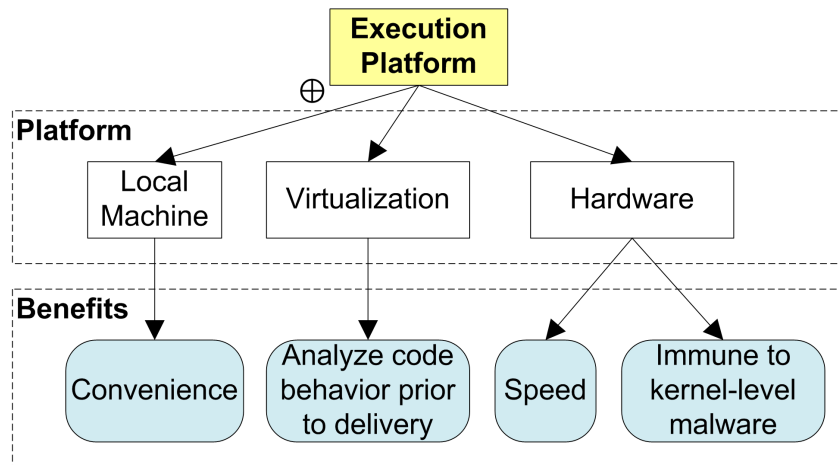 Execution
Platform
Platform
Local
Machine
Virtualization
Hardware
Benefits
Convenience
Analyze code
behavior prior
to delivery
Speed
Immune to
kernel-level
malware